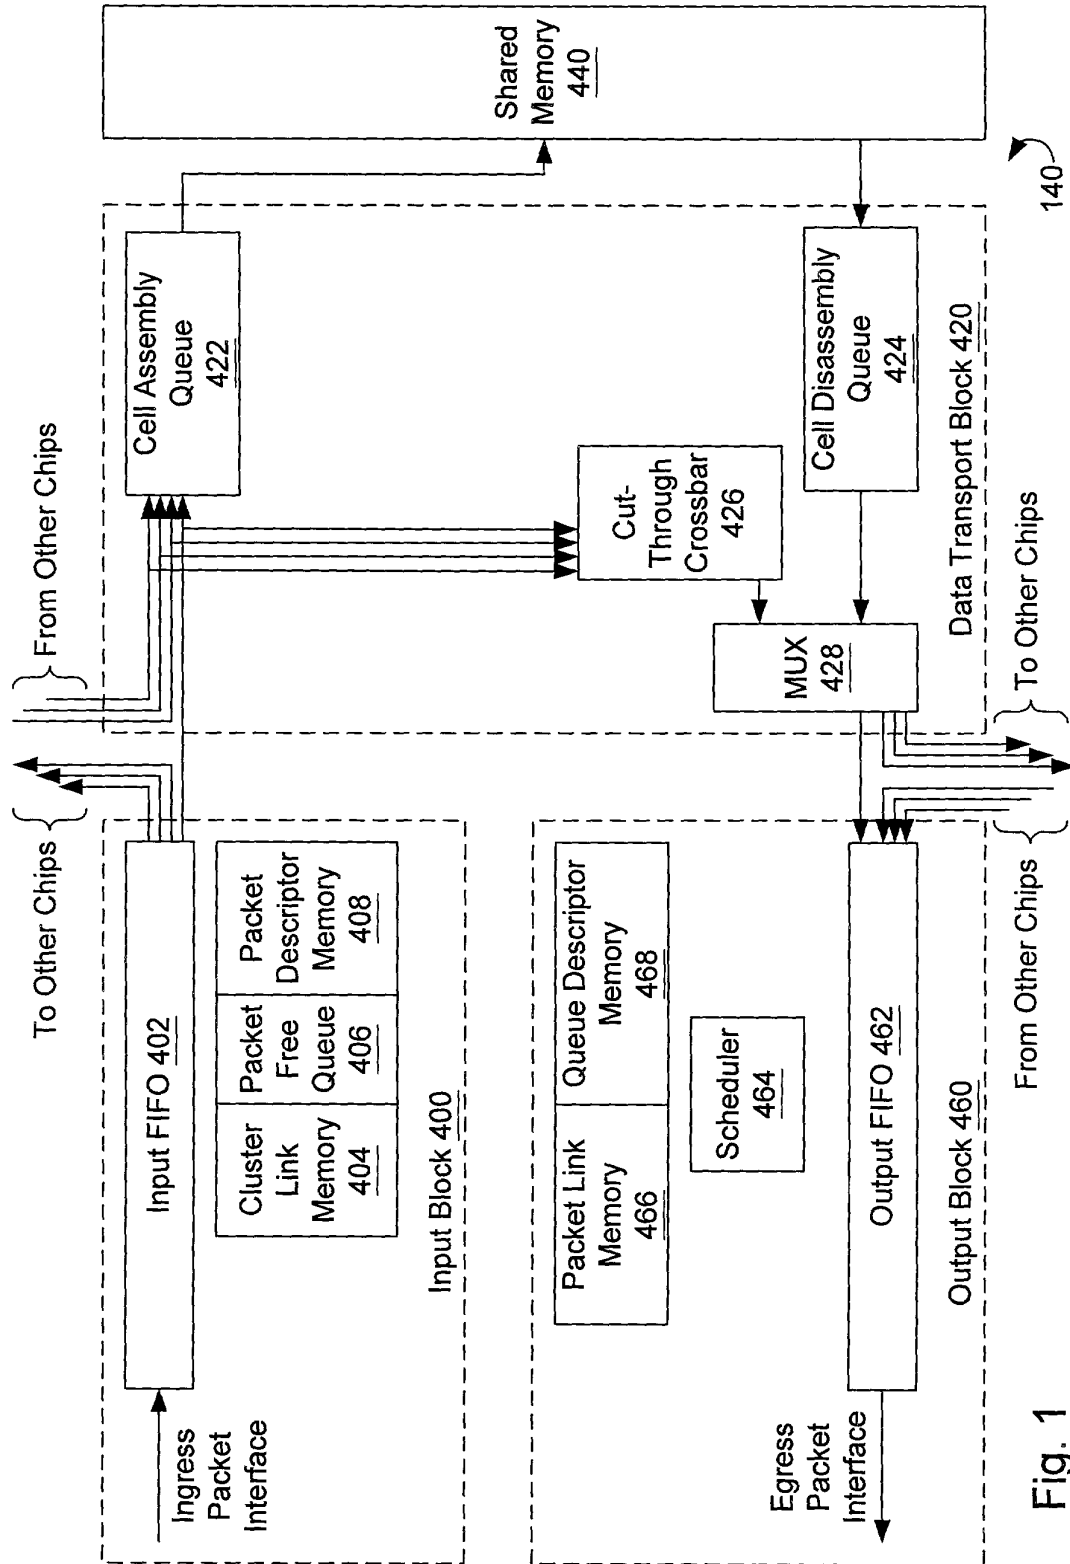 To Other Chips
From Other Chips
Ingress
Packet
Interface
Input FIFO 402
Cluster
Link
Memory
404
Packet
Free
Queue
406
Packet
Descriptor
Memory
408
Input Block 400
Cell Assembly
Queue
422
Cut-
Through
Crossbar
426
MUX
428
Cell Disassembly
Queue
424
Data Transport Block 420
Shared
Memory
440
Packet Link
Memory
466
Queue Descriptor
Memory
468
Scheduler
464
Egress
Packet
Interface
Output FIFO 462
Output Block 460
From Other Chips
To Other Chips
140
Fig. 1